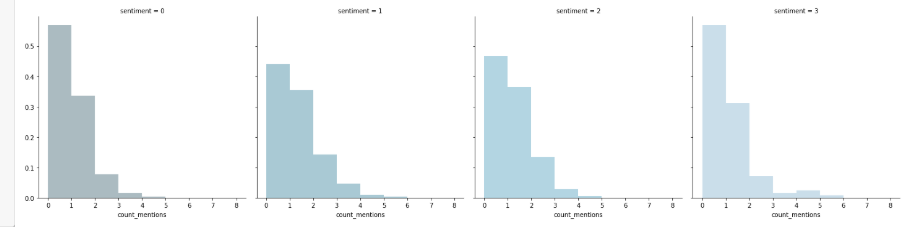 sentiment = 0
sentiment = 1
sentiment = 2
sentiment = 3
0.5
0.4
0.3
0.2
0.1
0.0
0 1 2 3 4 5 6 7 8
0 1 2 3 4 5 6 7 8
0 1 2 3 4 5 6 7 8
0 1 2 3 4 5 6 7 8
count_mentions
count_mentions
count_mentions
count_mentions